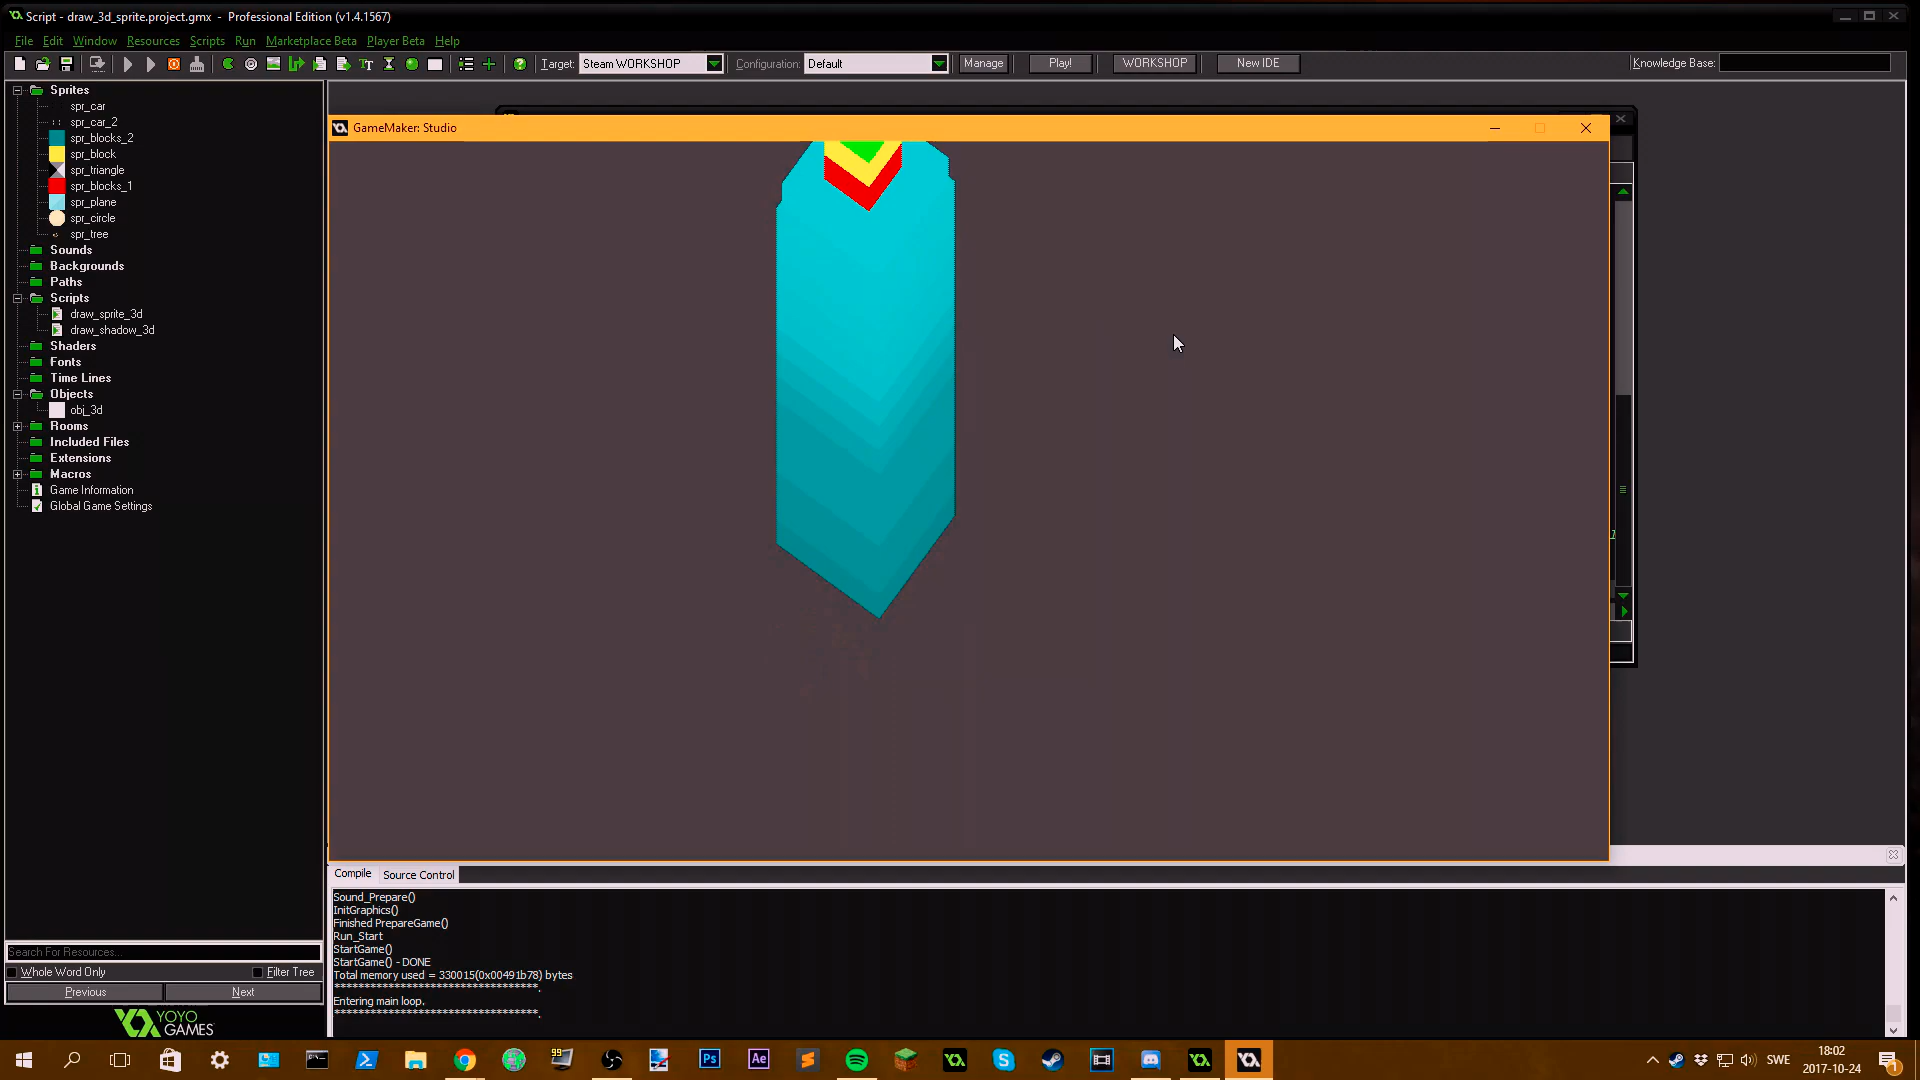 Script - draw_3d_sprite.project.gmx - Professional Edition (v1.4.1567)
File Edit Window Resources Scripts Run Marketplace Beta Player Beta Help
Target: Steam WORKSHOP Configuration: Default Manage Play! WORKSHOP New IDE Knowledge Base:
Sprites
spr_car
spr_car_2
spr_blocks_2
spr_block
spr_triangle
spr_blocks_1
spr_plane
spr_circle
spr_tree
Sounds
Backgrounds
Paths
Scripts
draw_sprite_3d
draw_shadow_3d
Shaders
Fonts
Time Lines
Objects
obj_3d
Rooms
Included Files
Extensions
Macros
Game Information
Global Game Settings
GameMaker: Studio
Search For Resources...
Whole Word Only Filter Tree
Previous Next
YOYO
GAMES
Compile Source Control
Sound_Prepare()
InitGraphics()
Finished PrepareGame()
Run_Start
StartGame()
StartGame() - DONE
Total memory used = 330015(0x00491b78) bytes
**********************************.
Entering main loop.
**********************************.
99
Ps
Ae
SWE
18:02
2017-10-24
1